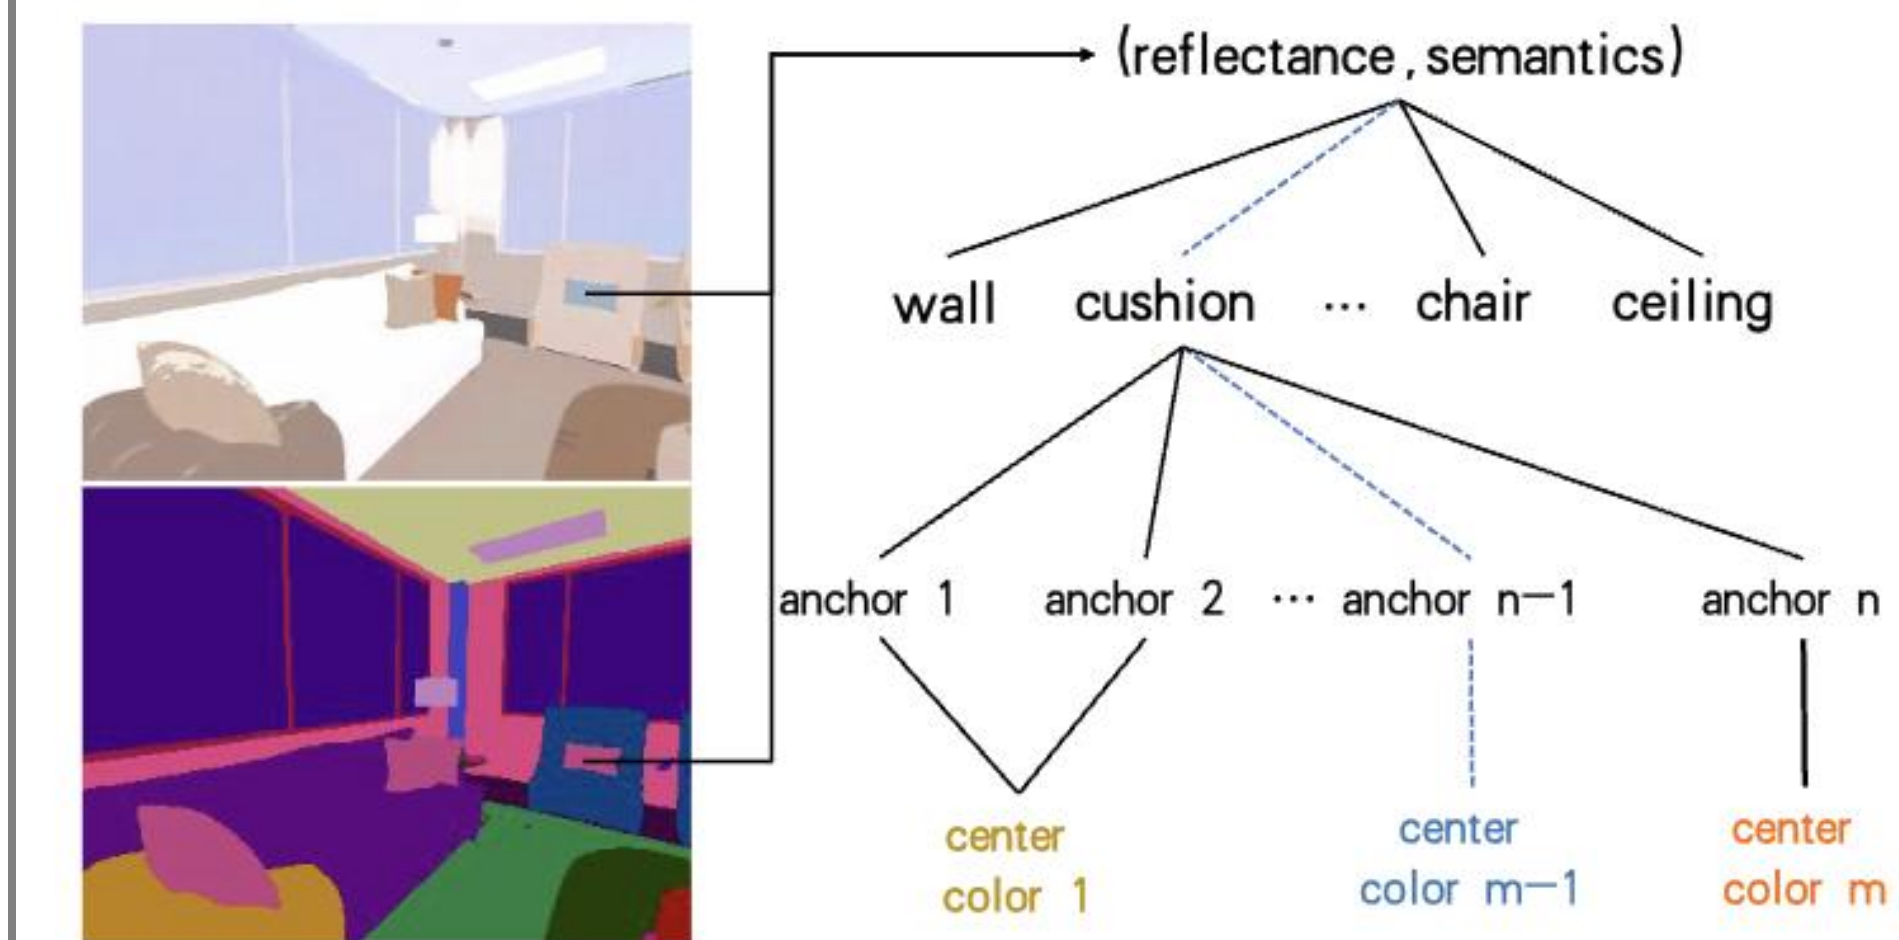 (reflectance,semantics)
wall cushion ... chair ceiling
anchor 1 anchor 2 ... anchor n-1 anchor n
center center center
color 1 color m-1 color m